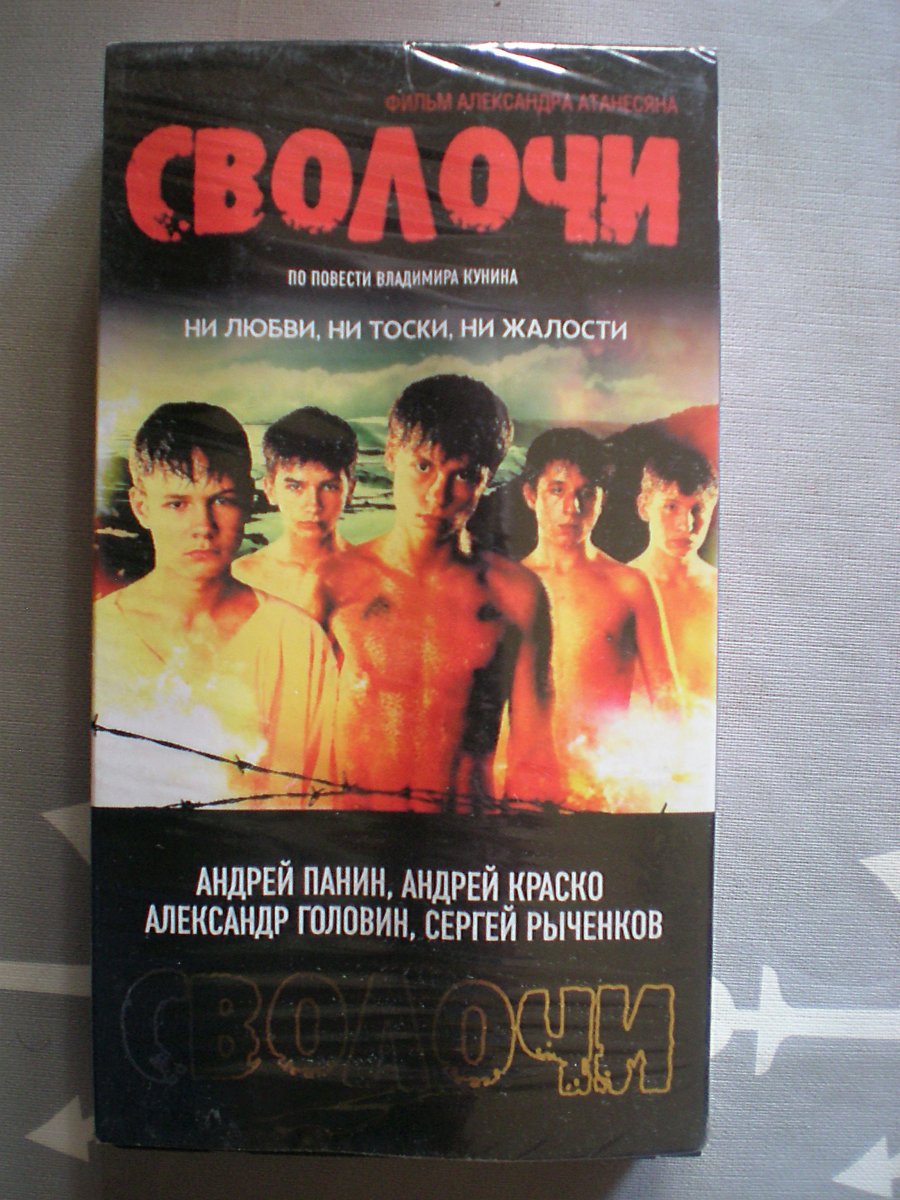 ФИЛЬМ АЛЕКСАНДРА АТАНЕСЯНА
СВОЛОЧИ
ПО ПОВЕСТИ ВЛАДИМИРА КУНИНА
НИ ЛЮБВИ, НИ ТОСКИ, НИ ЖАЛОСТИ
АНДРЕЙ ПАНИН, АНДРЕЙ КРАСКО
АЛЕКСАНДР ГОЛОВИН, СЕРГЕЙ РЫЧЕНКОВ
СВОЛОЧИ